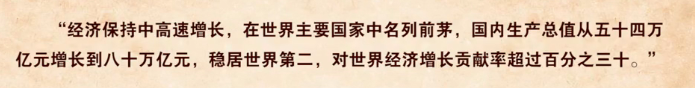 “经济保持中高速增长，在世界主要国家中名列前茅，国内生产总值从五十四万
亿元增长到八十万亿元，稳居世界第二，对世界经济增长贡献率超过百分之三十。”